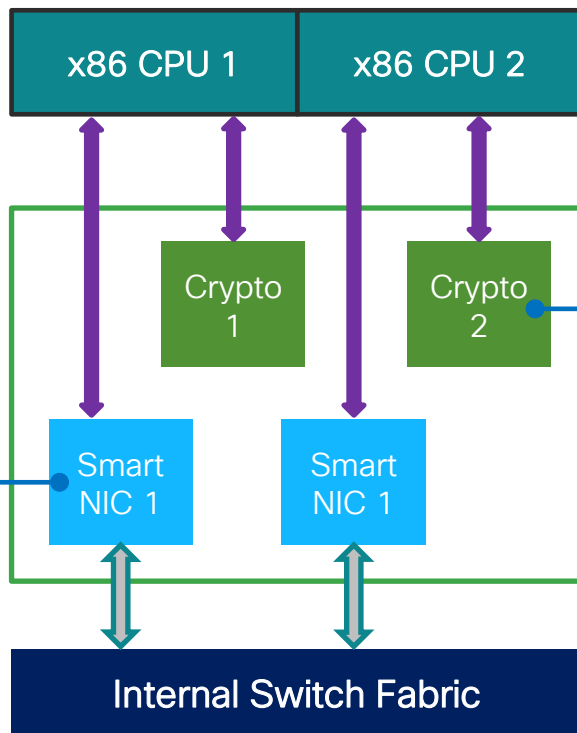 x86 CPU 1
x86 CPU 2
Crypto
1
Crypto
2
Smart
NIC 1
Smart
NIC 1
Internal Switch Fabric